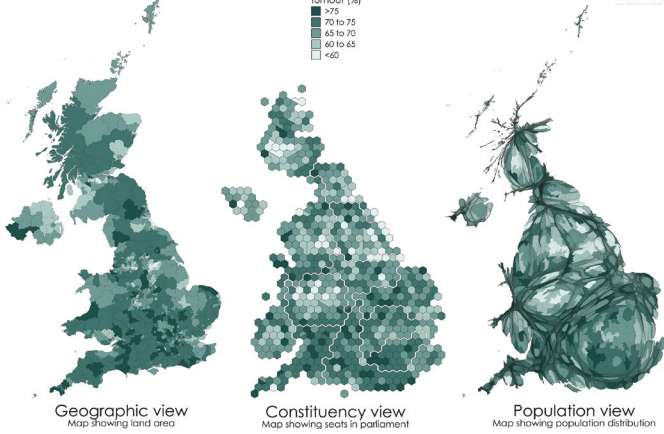 Turnout (%)
>75
70 to 75
65 to 70
60 to 65
<60
Geographic view
Map showing land area
Constituency view
Map showing seats in parliament
Population view
Map showing population distribution